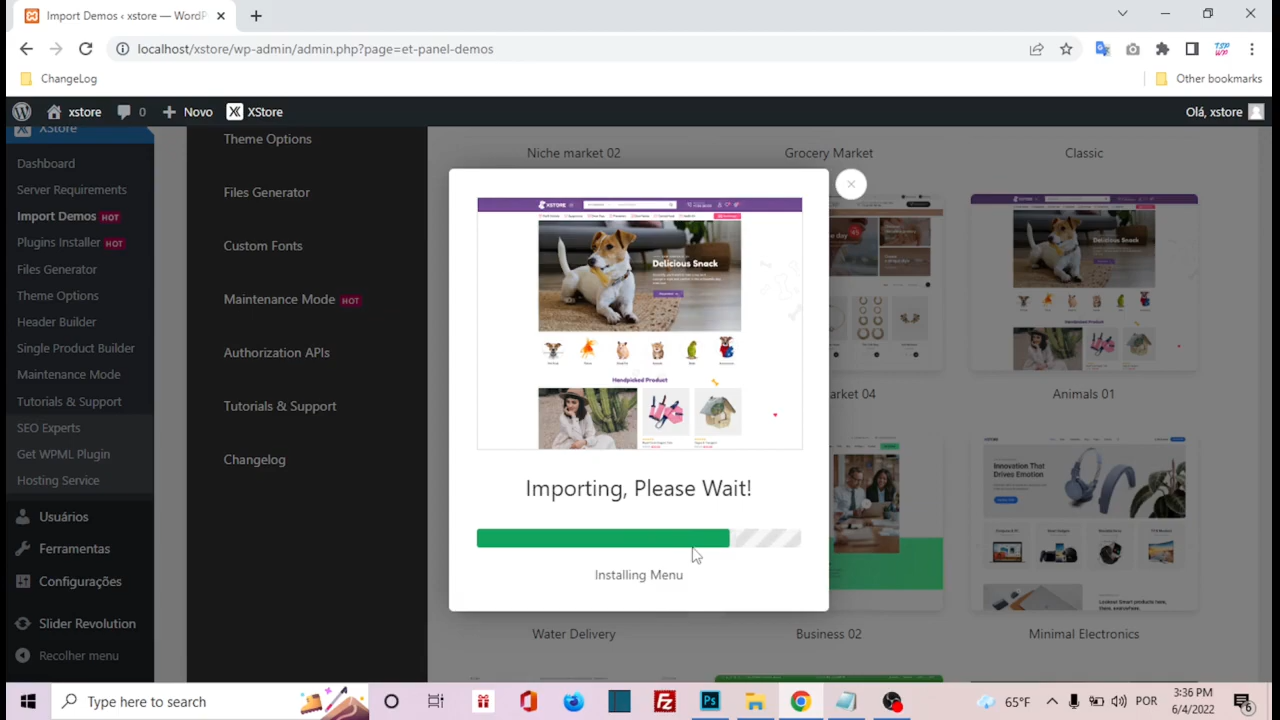 Import Demos ‹ xstore — WordP
localhost/xstore/wp-admin/admin.php?page=et-panel-demos
ChangeLog
Other bookmarks
xstore
0
Novo
XStore
Olá, xstore
XStore
Dashboard
Server Requirements
Import Demos HOT
Plugins Installer HOT
Files Generator
Theme Options
Header Builder
Single Product Builder
Maintenance Mode
Tutorials & Support
SEO Experts
Get WPML Plugin
Hosting Service
Usuários
Ferramentas
Configurações
Slider Revolution
Recolher menu
Theme Options
Files Generator
Custom Fonts
Maintenance Mode HOT
Authorization APIs
Tutorials & Support
Changelog
Niche market 02
Grocery Market
Classic
XSTORE
Delicious Snack
Handpicked Product
Importing, Please Wait!
Installing Menu
arket 04
Animals 01
Innovation That
Drives Emotion
Water Delivery
Business 02
Minimal Electronics
Type here to search
65°F
POR
3:36 PM
6/4/2022
6